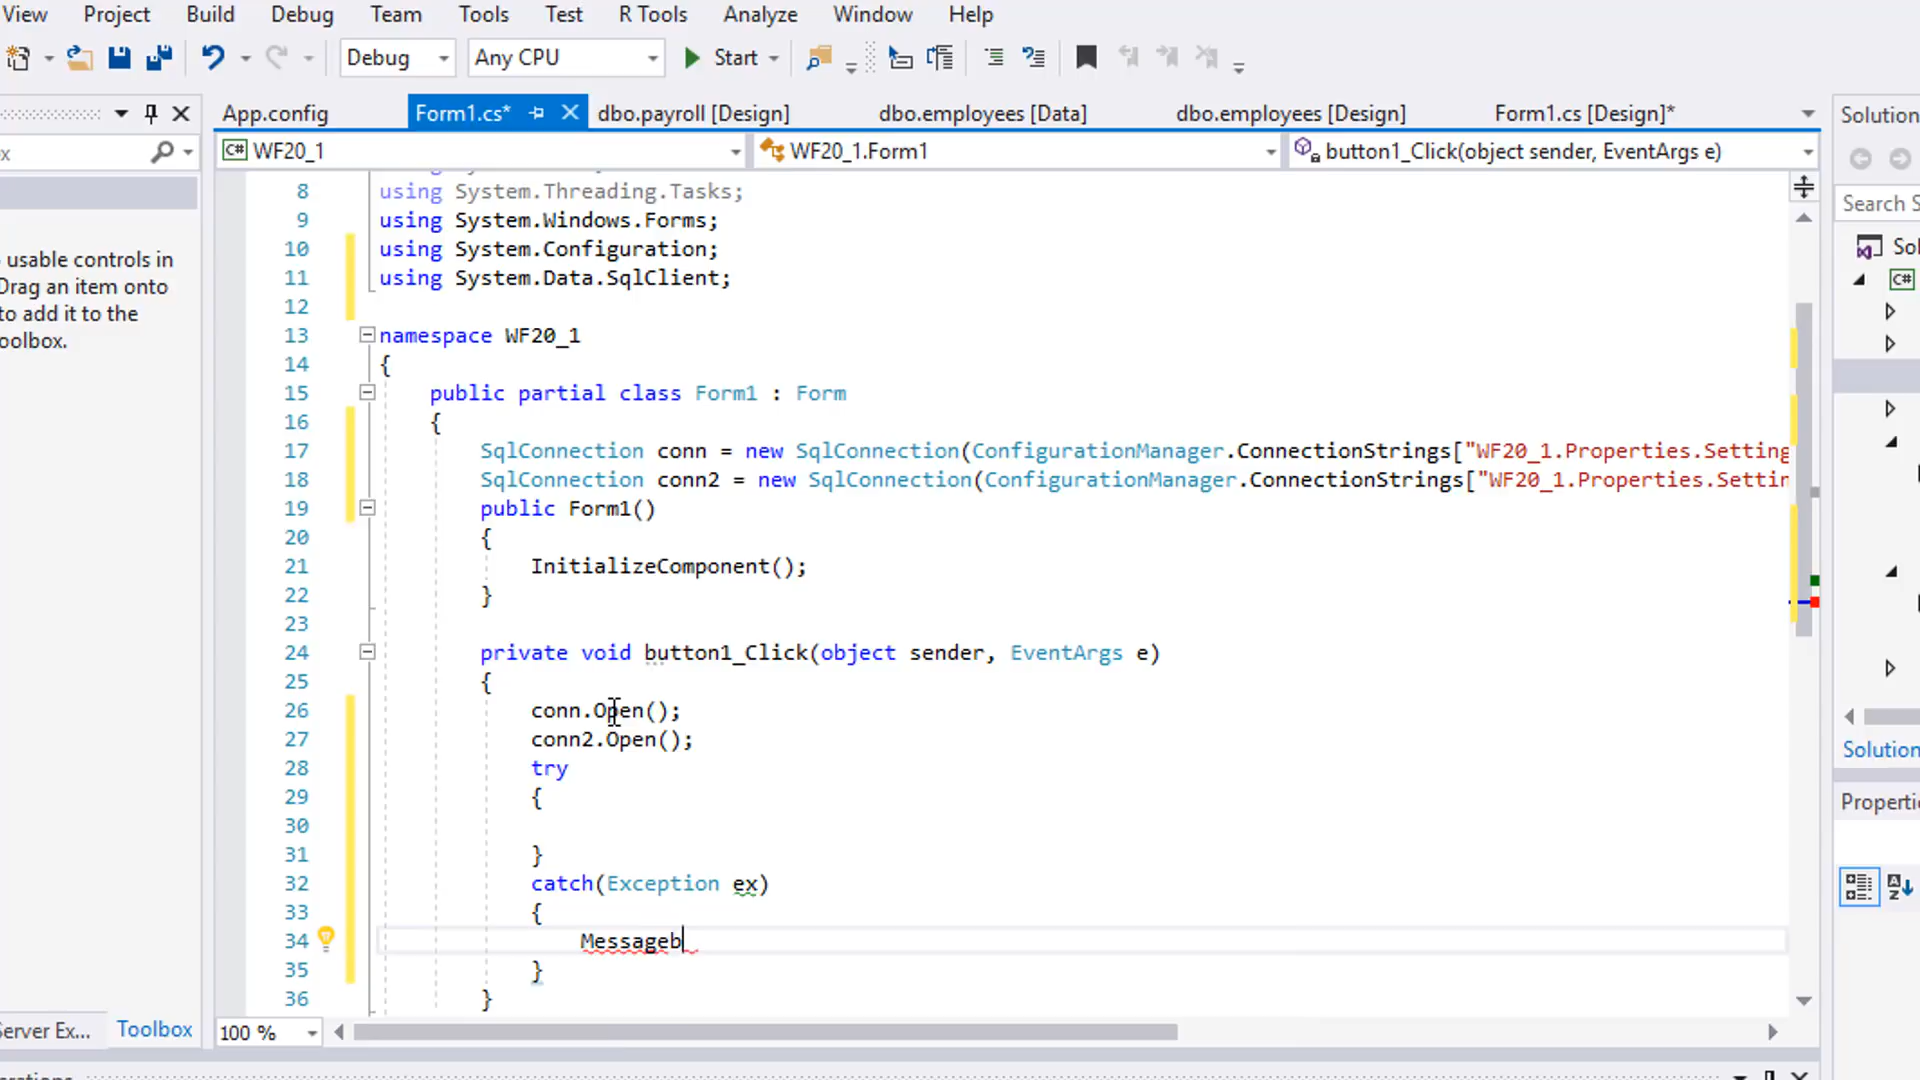 View Project Build Debug Team Tools Test R Tools Analyze Window Help
Debug Any CPU Start
App.config Form1.cs* dbo.payroll [Design] dbo.employees [Data] dbo.employees [Design] Form1.cs [Design]* Solution
x C# WF20_1 WF20_1.Form1 button1_Click(object sender, EventArgs e)
Search S
Sol
C#
usable controls in
Drag an item onto
to add it to the
oolbox.
8 using System.Threading.Tasks;
9 using System.Windows.Forms;
10 using System.Configuration;
11 using System.Data.SqlClient;
12
13 namespace WF20_1
14 {
15 public partial class Form1 : Form
16 {
17 SqlConnection conn = new SqlConnection(ConfigurationManager.ConnectionStrings["WF20_1.Properties.Setting
18 SqlConnection conn2 = new SqlConnection(ConfigurationManager.ConnectionStrings["WF20_1.Properties.Settin
19 public Form1()
20 {
21 InitializeComponent();
22 }
23
24 private void button1_Click(object sender, EventArgs e)
25 {
26 conn.Open();
27 conn2.Open();
28 try
29 {
30
31 }
32 catch(Exception ex)
33 {
34 Messageb
35 }
36 }
Solution
Properti
Server Ex... Toolbox 100 %